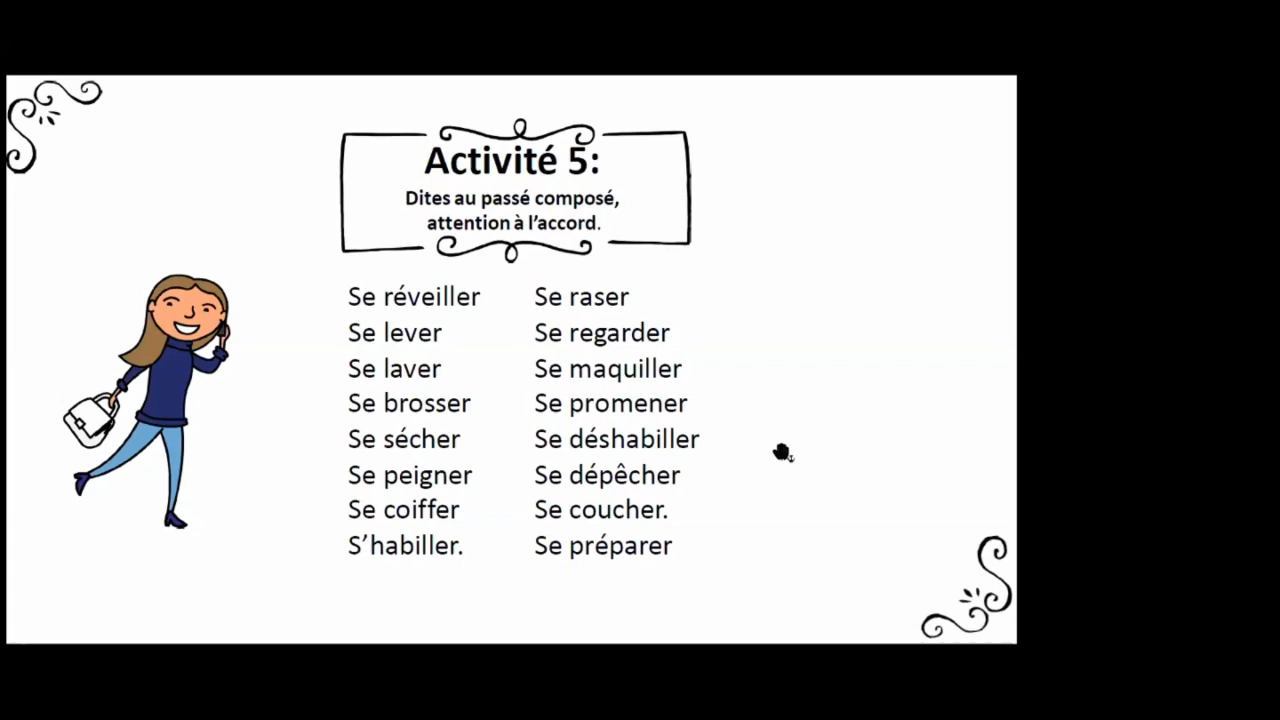 Activité 5:
Dites au passé composé,
attention à l’accord.
Se réveiller
Se lever
Se laver
Se brosser
Se sécher
Se peigner
Se coiffer
S’habiller.
Se raser
Se regarder
Se maquiller
Se promener
Se déshabiller
Se dépêcher
Se coucher.
Se préparer